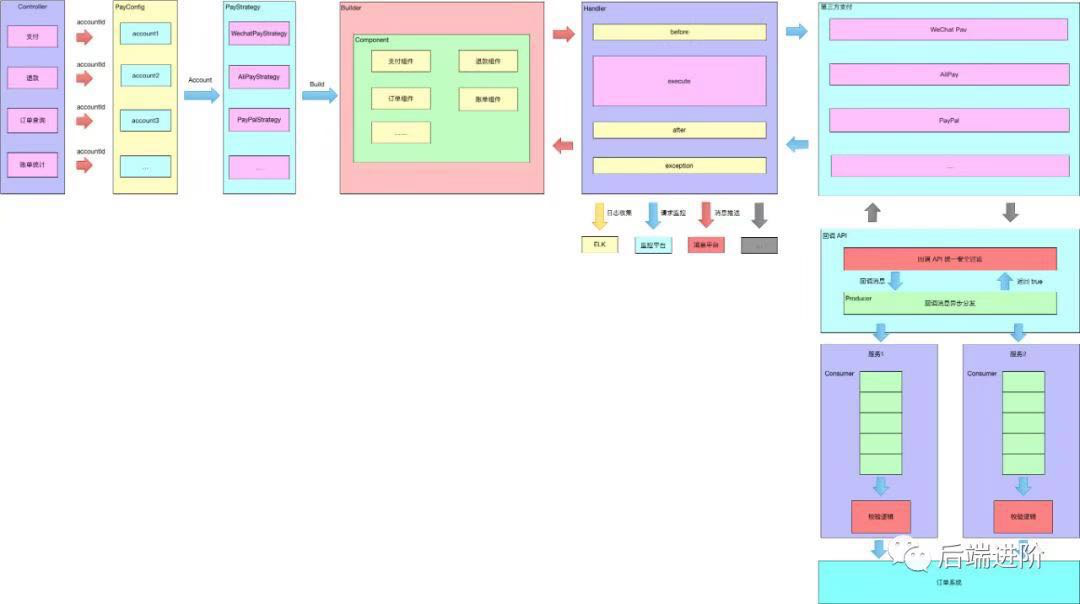 Controller
支付
退款
订单查询
账单统计
accountId
accountId
accountId
accountId
PayConfig
account1
account2
account3
...
Account
PayStrategy
WechatPayStrategy
AliPayStrategy
PayPalStrategy
...
Build
Builder
Component
支付组件
退款组件
订单组件
账单组件
......
Handler
before
execute
after
exception
日志收集
请求监控
消息推送
ELK
监控平台
消息平台
...
第三方支付
WeChat Pay
AliPay
PayPal
...
回调 API
回调 API 统一安全过滤
回调消息
返回 true
Producer
回调消息异步分发
服务1
Consumer
校验逻辑
服务2
Consumer
校验逻辑
订单系统
后端进阶